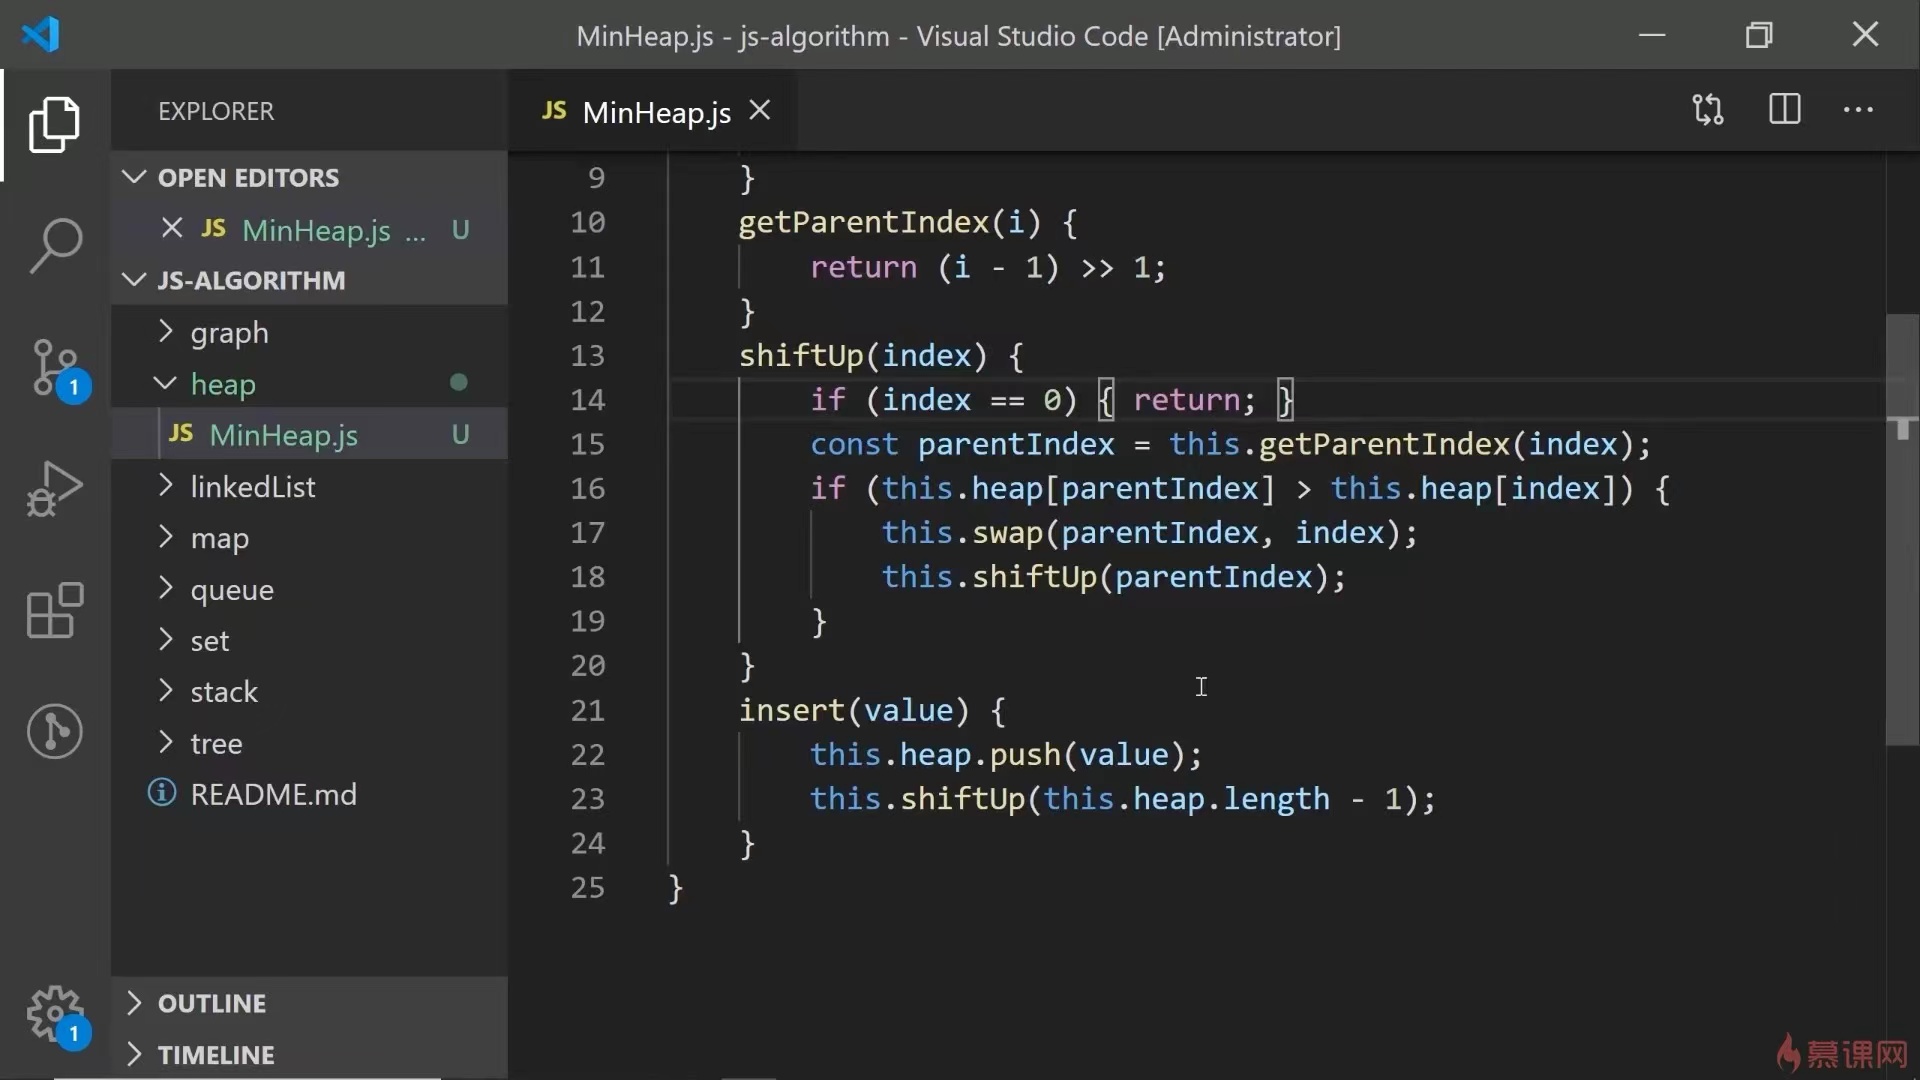 MinHeap.js - js-algorithm - Visual Studio Code [Administrator]
EXPLORER
OPEN EDITORS
JS MinHeap.js ... U
JS-ALGORITHM
graph
heap
JS MinHeap.js U
linkedList
map
queue
set
stack
tree
README.md
OUTLINE
TIMELINE
1
1
JS MinHeap.js
9 }
10 getParentIndex(i) {
11 return (i - 1) >> 1;
12 }
13 shiftUp(index) {
14 if (index == 0) { return; }
15 const parentIndex = this.getParentIndex(index);
16 if (this.heap[parentIndex] > this.heap[index]) {
17 this.swap(parentIndex, index);
18 this.shiftUp(parentIndex);
19 }
20 }
21 insert(value) {
22 this.heap.push(value);
23 this.shiftUp(this.heap.length - 1);
24 }
25 }
慕课网